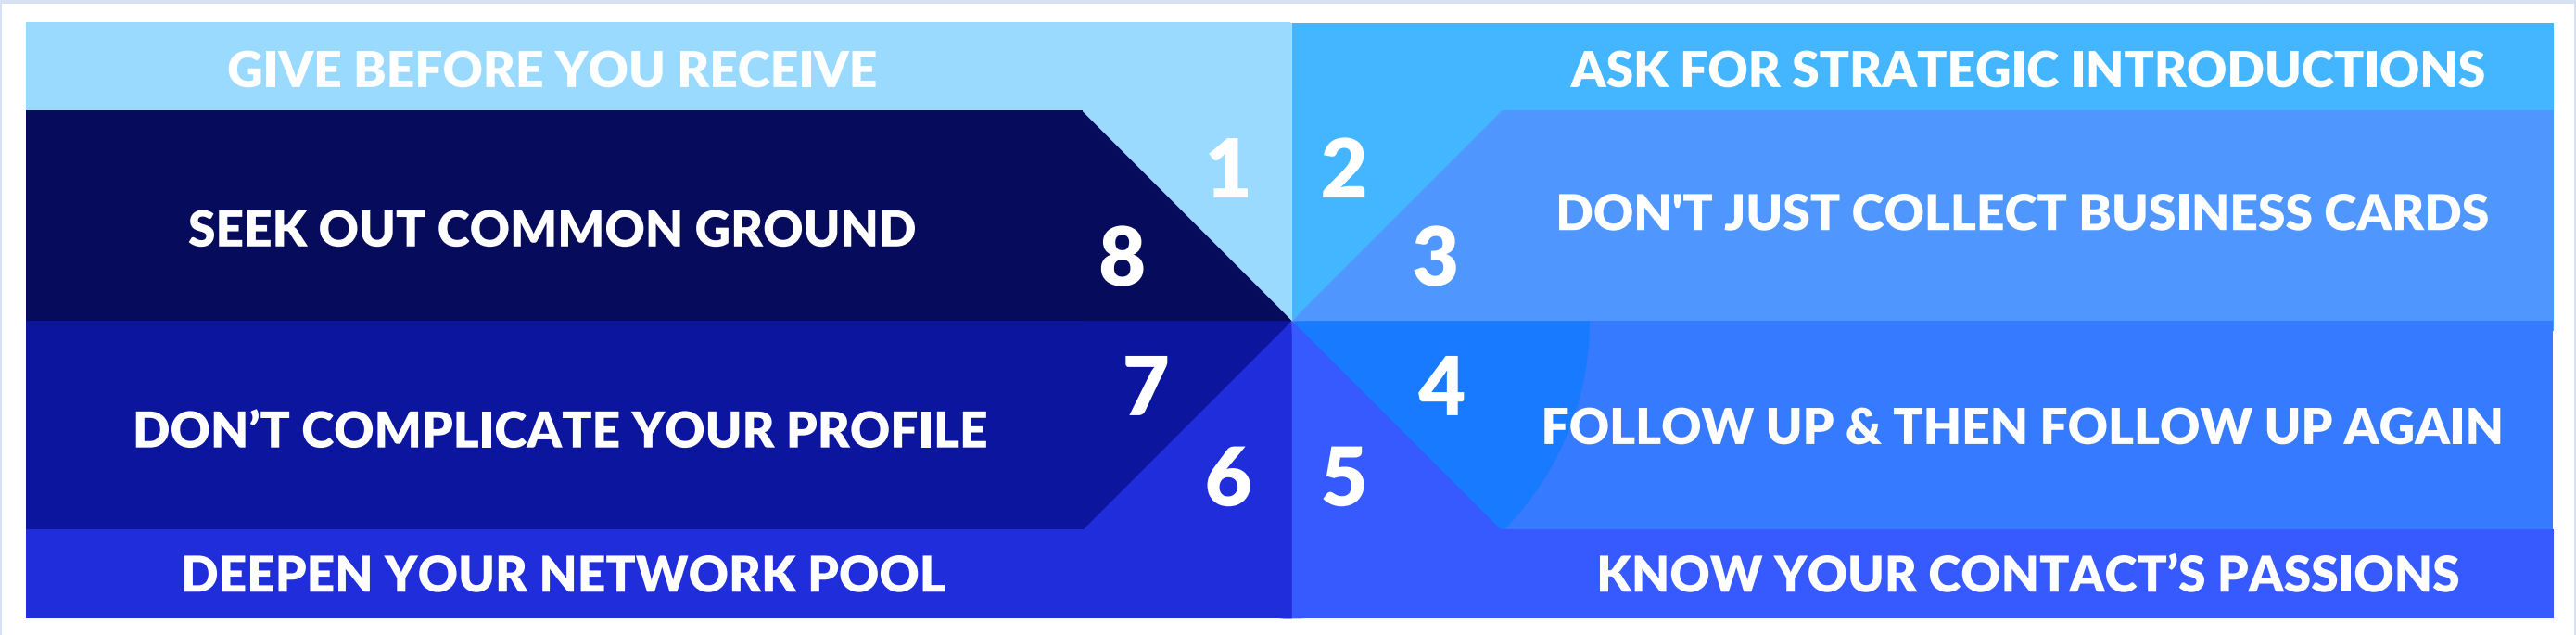 GIVE BEFORE YOU RECEIVE
1
2
ASK FOR STRATEGIC INTRODUCTIONS
3
DON'T JUST COLLECT BUSINESS CARDS
4
FOLLOW UP & THEN FOLLOW UP AGAIN
5
KNOW YOUR CONTACT’S PASSIONS
6
DEEPEN YOUR NETWORK POOL
7
DON’T COMPLICATE YOUR PROFILE
8
SEEK OUT COMMON GROUND